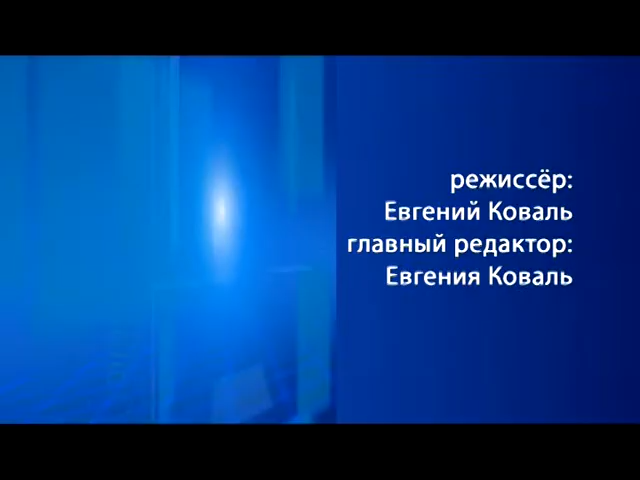 режиссёр:
Евгений Коваль
главный редактор:
Евгения Коваль